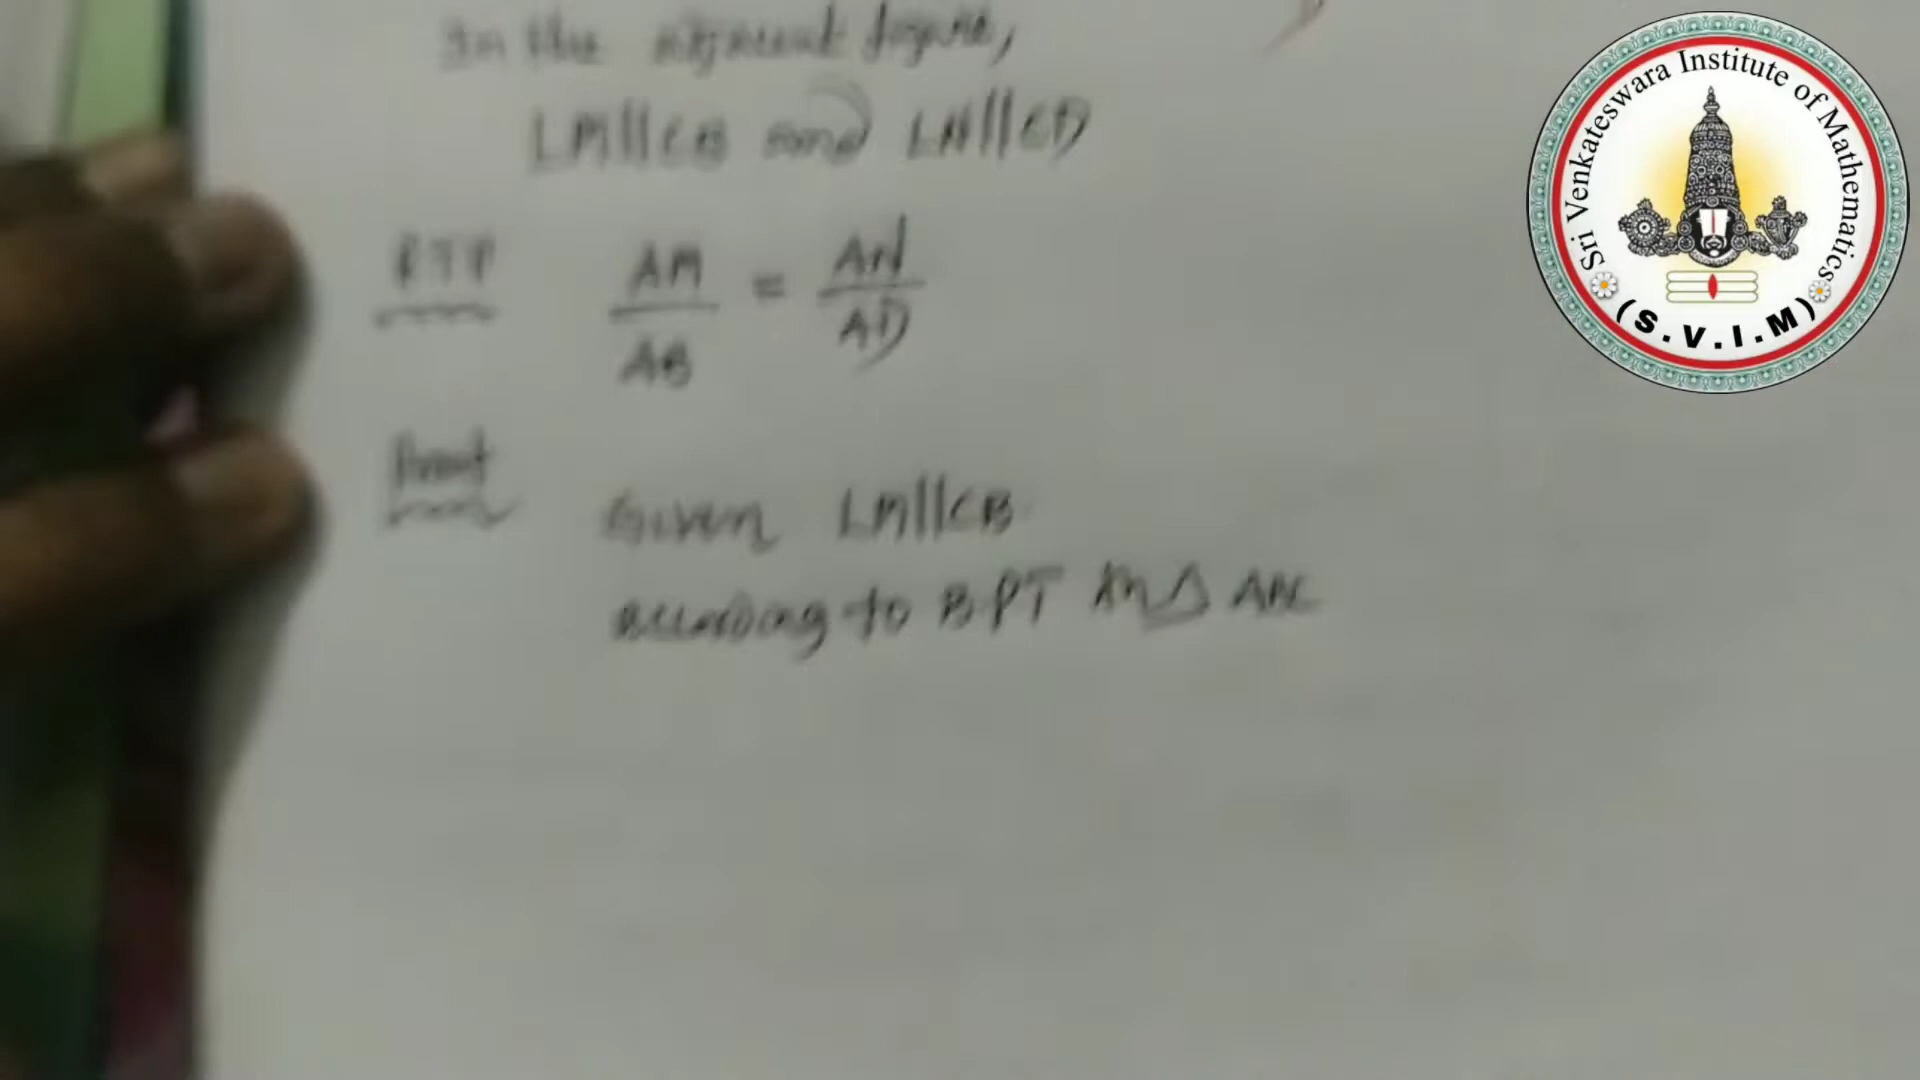 In the adjacent figure,
LM||CB and LN||CD
RTP AM/AB = AN/AD
Proof
Given LM||CB
According to BPT in △ ABC
Sri Venkateswara Institute of Mathematics
(S.V.I.M)